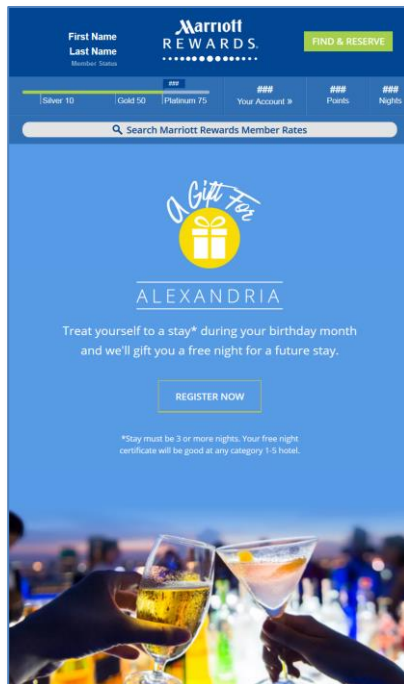 First Name
Last Name
Member Status
Marriott
REWARDS.
FIND & RESERVE
###
Silver 10
Gold 50
Platinum 75
###
Your Account »
###
Points
###
Nights
Search Marriott Rewards Member Rates
A Gift For
ALEXANDRIA
Treat yourself to a stay* during your birthday month
and we'll gift you a free night for a future stay.
REGISTER NOW
*Stay must be 3 or more nights. Your free night
certificate will be good at any category 1-5 hotel.